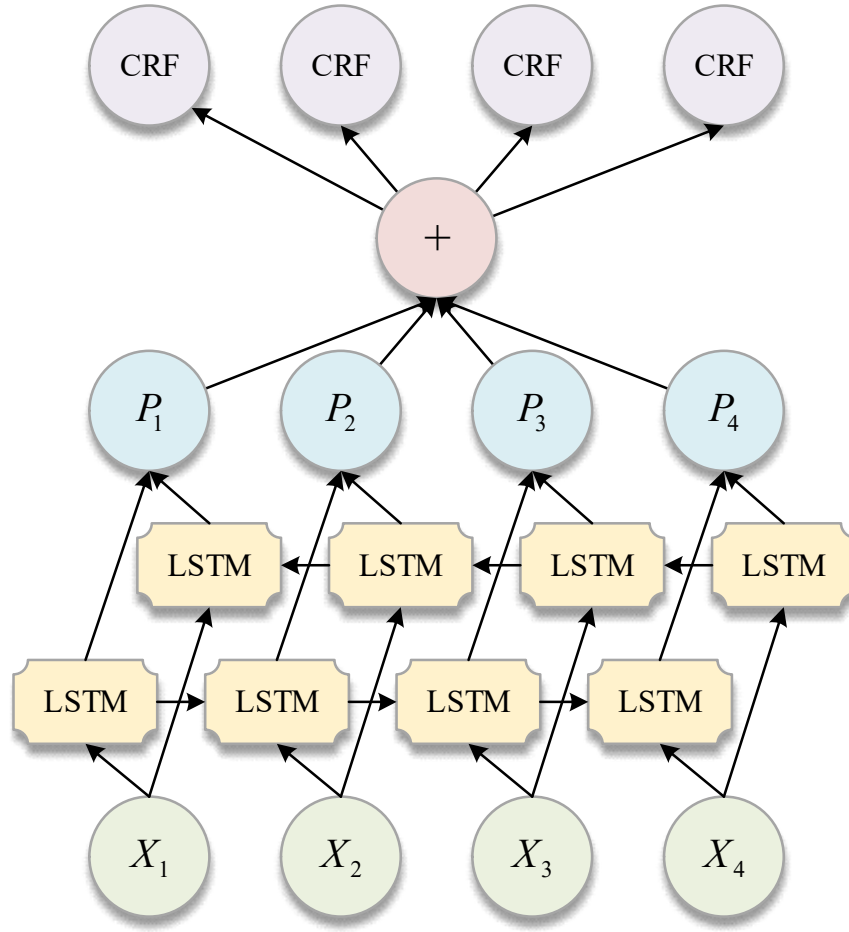 CRF CRF CRF CRF
+
P₁ P₂ P₃ P₄
LSTM LSTM LSTM LSTM
LSTM LSTM LSTM LSTM
X₁ X₂ X₃ X₄